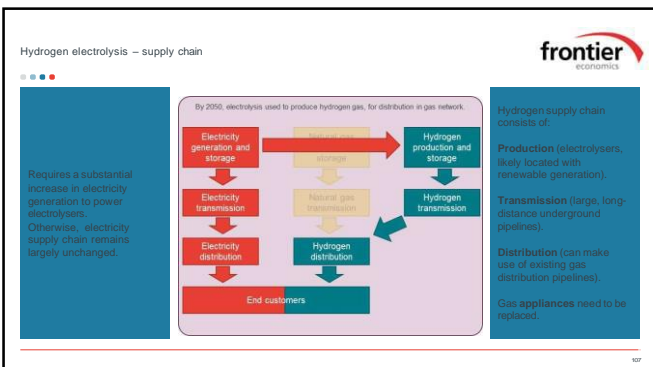 Hydrogen electrolysis – supply chain
frontier
economics
Requires a substantial
increase in electricity
generation to power
electrolysers.
Otherwise, electricity
supply chain remains
largely unchanged.
By 2050, electrolysis used to produce hydrogen gas, for distribution in gas network.
Electricity
generation and
storage
Natural gas
storage
Hydrogen
production and
storage
Electricity
transmission
Natural gas
transmission
Hydrogen
transmission
Electricity
distribution
Hydrogen
distribution
End customers
Hydrogen supply chain
consists of:
Production (electrolysers,
likely located with
renewable generation).
Transmission (large, long-
distance underground
pipelines).
Distribution (can make
use of existing gas
distribution pipelines).
Gas appliances need to be
replaced.
107